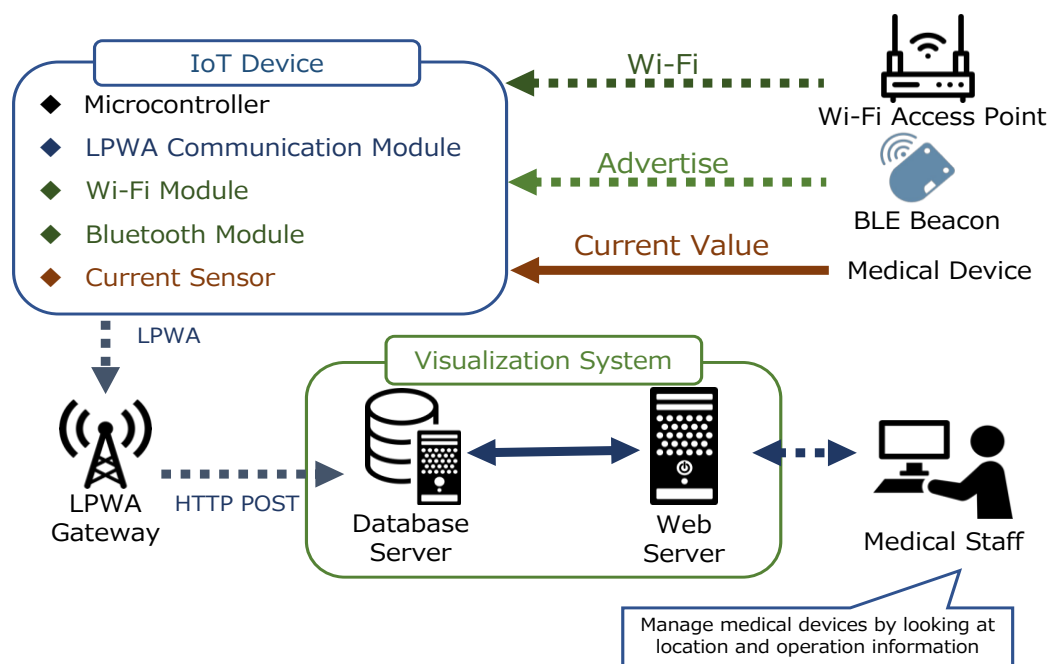 IoT Device
Microcontroller
LPWA Communication Module
Wi-Fi Module
Bluetooth Module
Current Sensor
Wi-Fi
Wi-Fi Access Point
Advertise
BLE Beacon
Current Value
Medical Device
LPWA
LPWA
Gateway
HTTP POST
Visualization System
Database
Server
Web
Server
Medical Staff
Manage medical devices by looking at
location and operation information